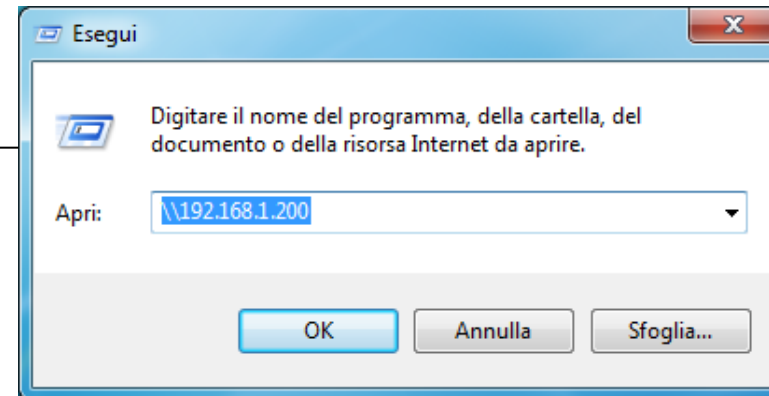 Esegui
Digitare il nome del programma, della cartella, del
documento o della risorsa Internet da aprire.
Apri: \\192.168.1.200
OK Annulla Sfoglia...